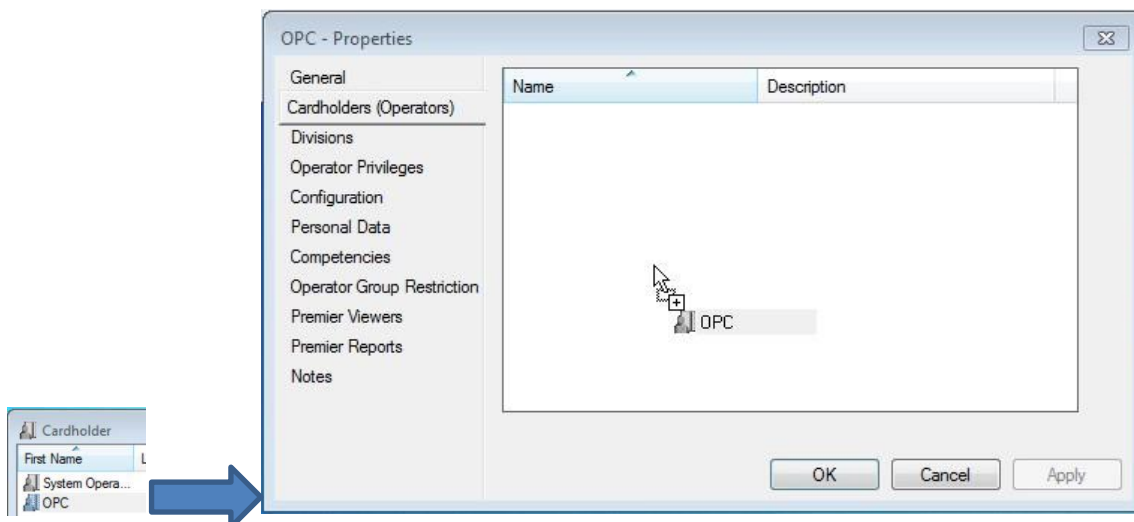 OPC - Properties
General
Cardholders (Operators)
Divisions
Operator Privileges
Configuration
Personal Data
Competencies
Operator Group Restriction
Premier Viewers
Premier Reports
Notes
Name Description
OPC
OK Cancel Apply
Cardholder
First Name L
System Opera...
OPC